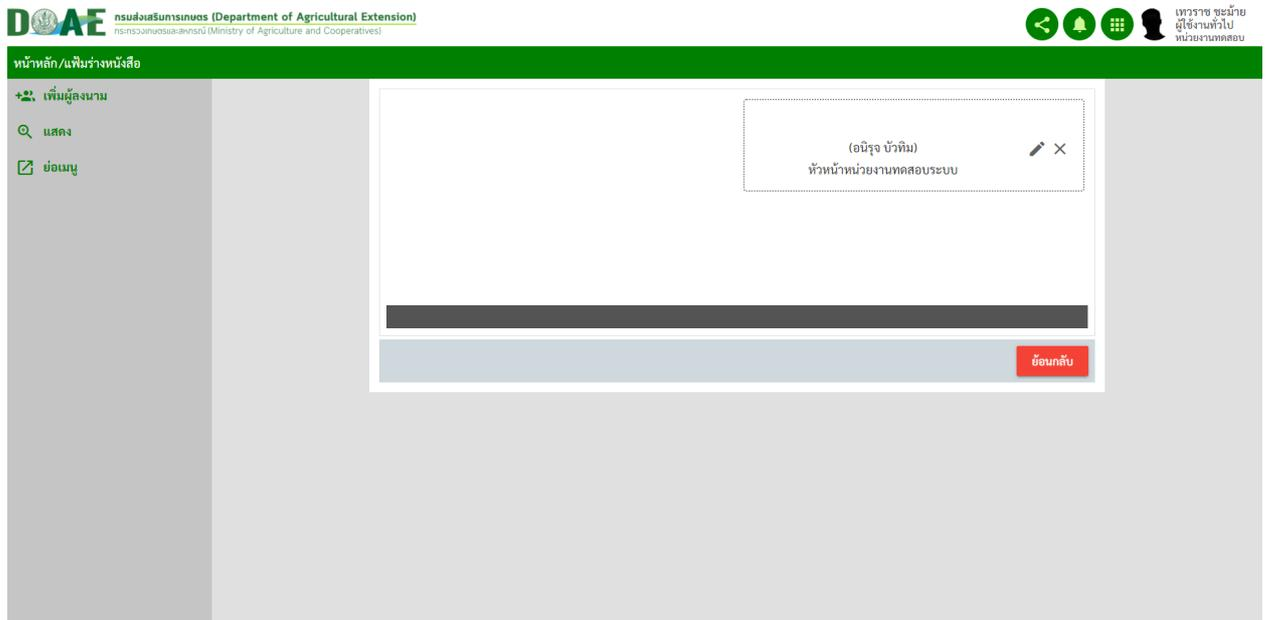 DOAE
กรมส่งเสริมการเกษตร (Department of Agricultural Extension)
กระทรวงเกษตรและสหกรณ์ (Ministry of Agriculture and Cooperatives)
เทวราช ชะม้าย
ผู้ใช้งานทั่วไป
หน่วยงานทดสอบ
หน้าหลัก/แฟ้มร่างหนังสือ
เพิ่มผู้ลงนาม
แสดง
ย่อเมนู
(อนิรุจ บัวทิม)
หัวหน้าหน่วยงานทดสอบระบบ
ย้อนกลับ